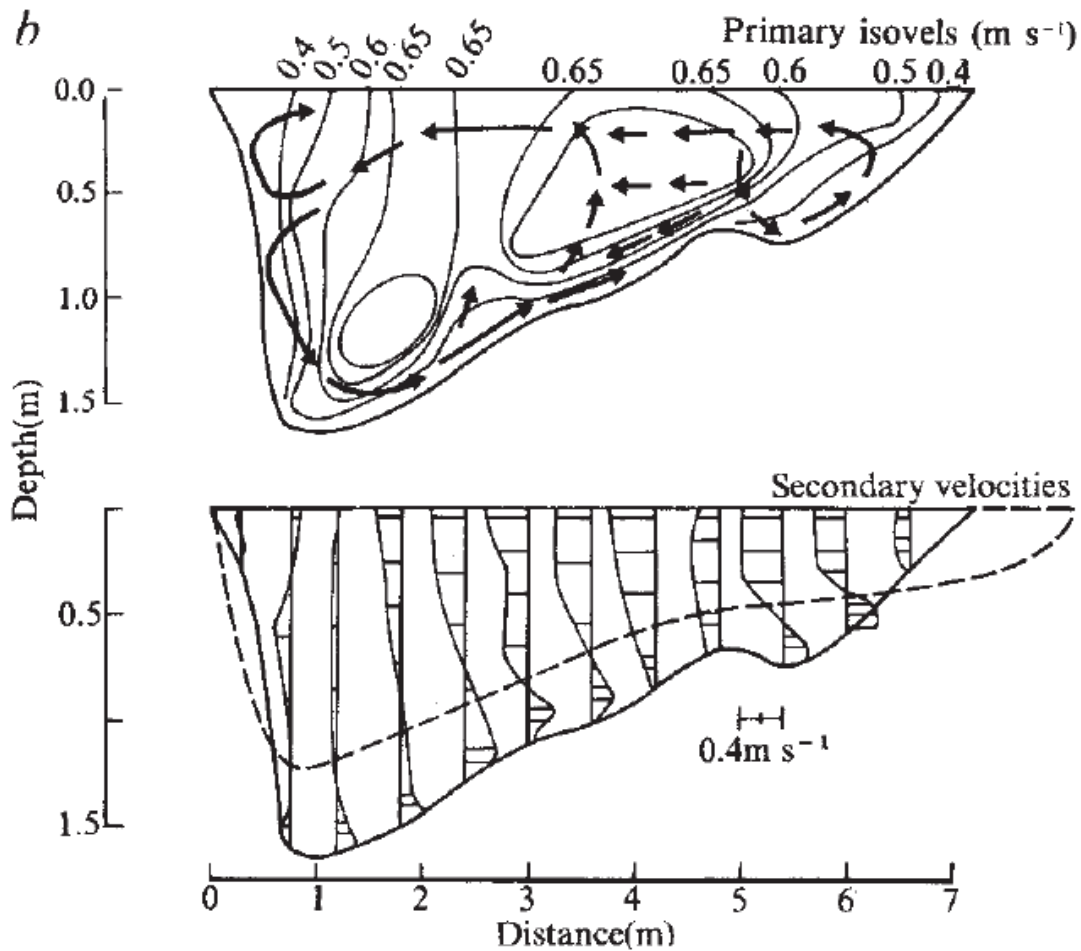 b
Primary isovels (m s⁻¹)
0.4 0.5 0.6 0.65 0.65 0.65 0.65 0.6 0.5 0.4
0.0
0.5
1.0
1.5
Depth(m)
Secondary velocities
0.5
1.5
0.4m s⁻¹
0 1 2 3 4 5 6 7
Distance(m)